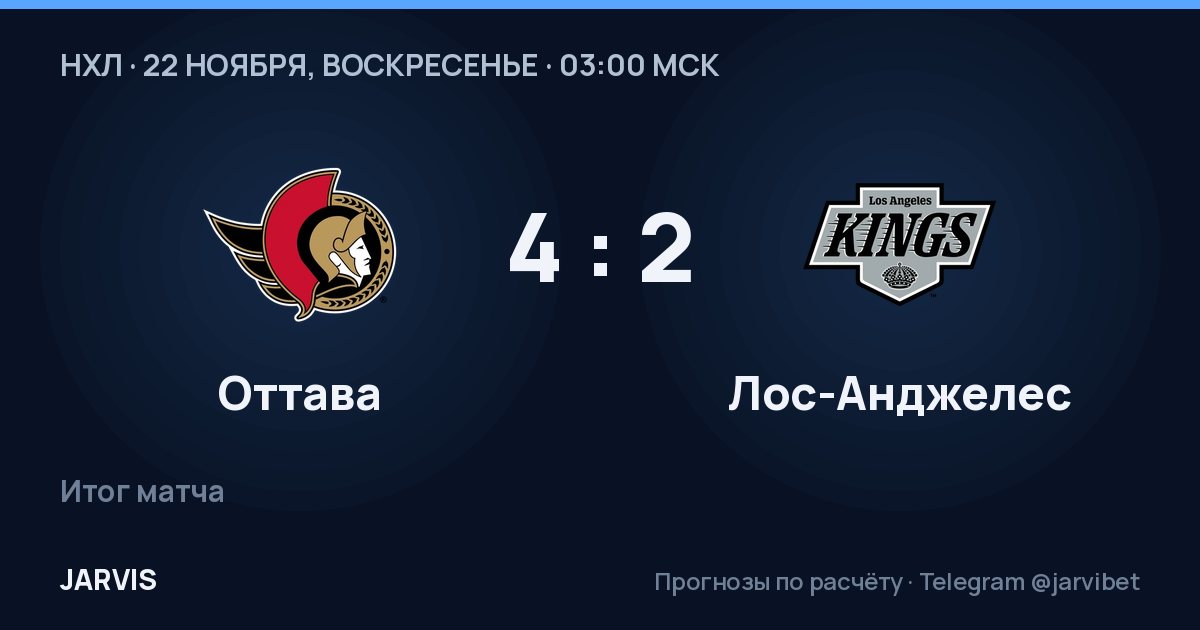 НХЛ · 22 НОЯБРЯ, ВОСКРЕСЕНЬЕ · 03:00 МСК
4 : 2
Los Angeles
KINGS
Оттава
Лос-Анджелес
Итог матча
JARVIS
Прогнозы по расчёту · Telegram @jarvibet